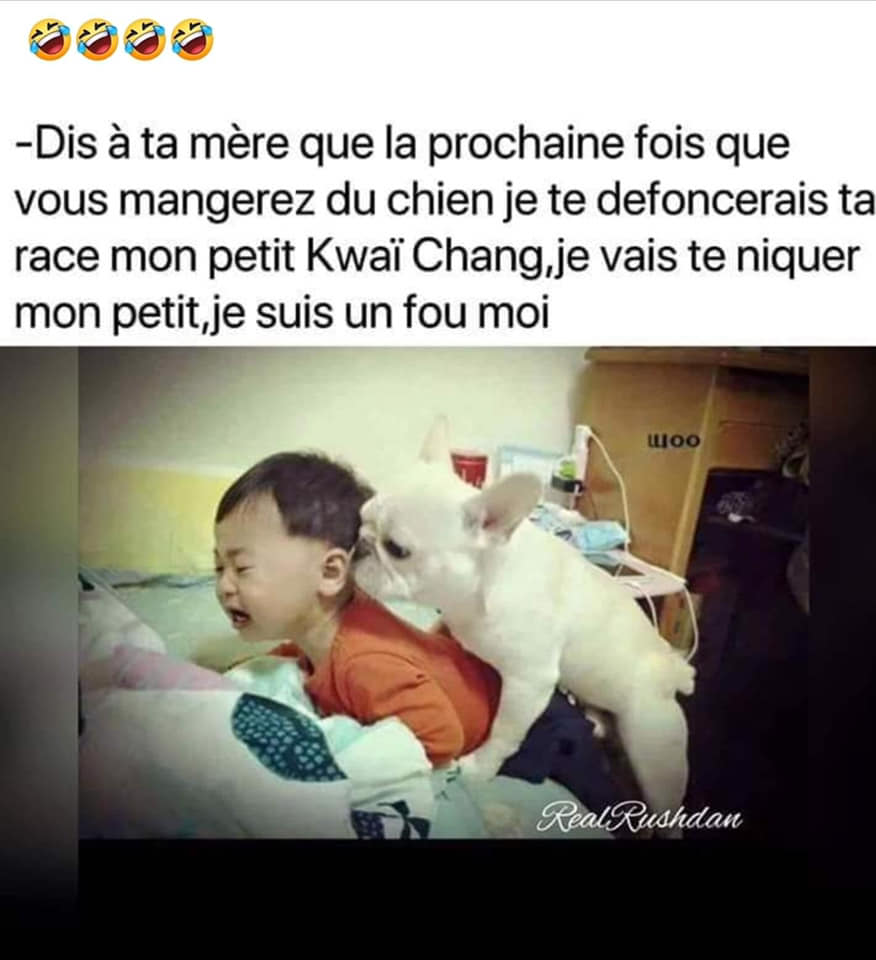 🤣🤣🤣🤣
-Dis à ta mère que la prochaine fois que
vous mangerez du chien je te defoncerais ta
race mon petit Kwaï Chang,je vais te niquer
mon petit,je suis un fou moi
woo
RealRushdan